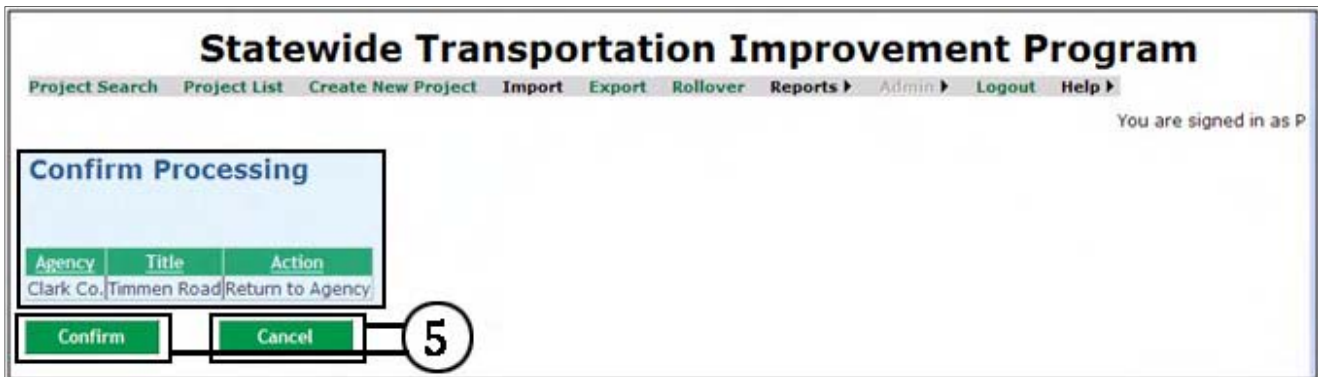 Statewide Transportation Improvement Program
Project Search Project List Create New Project Import Export Rollover Reports Admin Logout Help
You are signed in as P
Confirm Processing
Agency Title Action
Clark Co. Timmen Road Return to Agency
Confirm Cancel 5